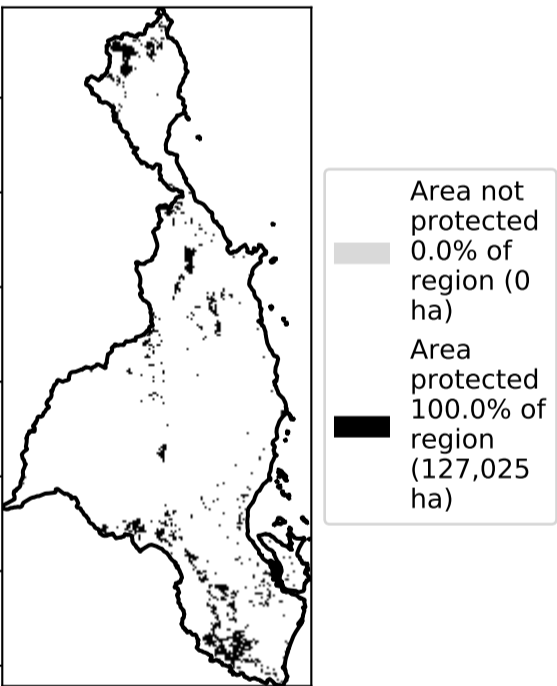 Area not
protected
0.0% of
region (0
ha)
Area
protected
100.0% of
region
(127,025
ha)